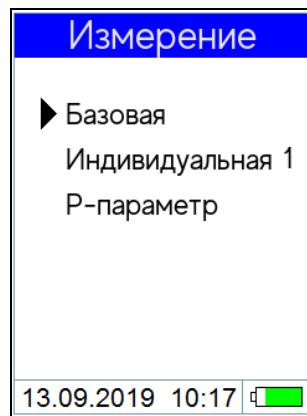 Измерение
Базовая
Индивидуальная 1
Р-параметр
13.09.2019 10:17